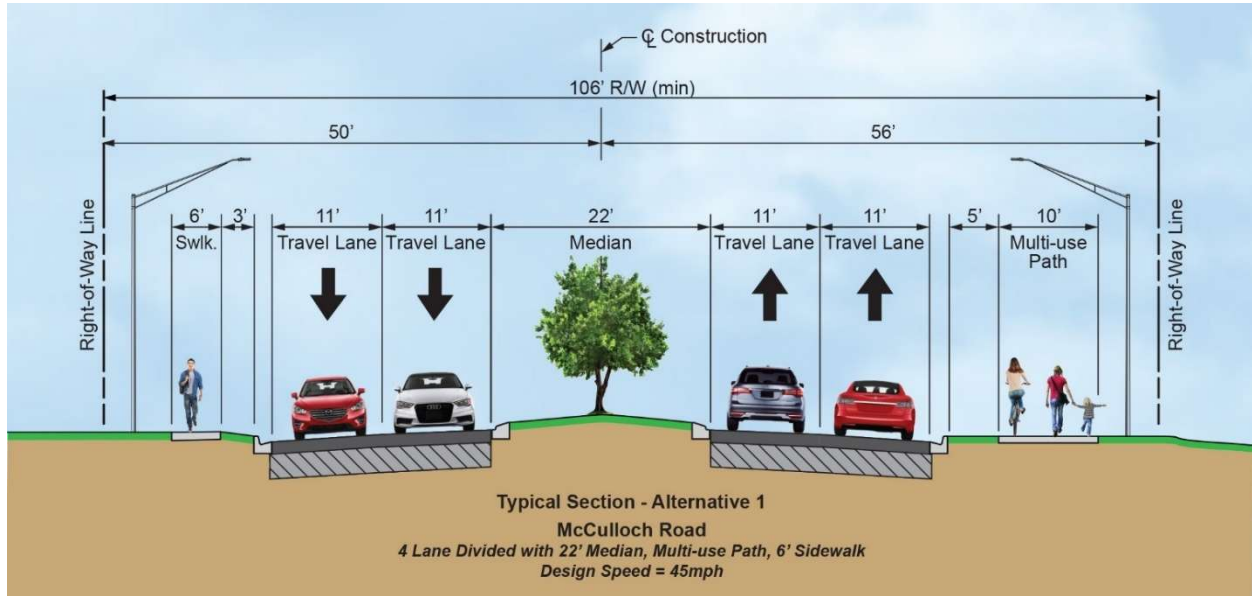 ℄ Construction
106' R/W (min)
50'
56'
Right-of-Way Line
6'
Swlk.
3'
11'
Travel Lane
11'
Travel Lane
22'
Median
11'
Travel Lane
11'
Travel Lane
5'
10'
Multi-use
Path
Right-of-Way Line
Typical Section - Alternative 1
McCulloch Road
4 Lane Divided with 22' Median, Multi-use Path, 6' Sidewalk
Design Speed = 45mph